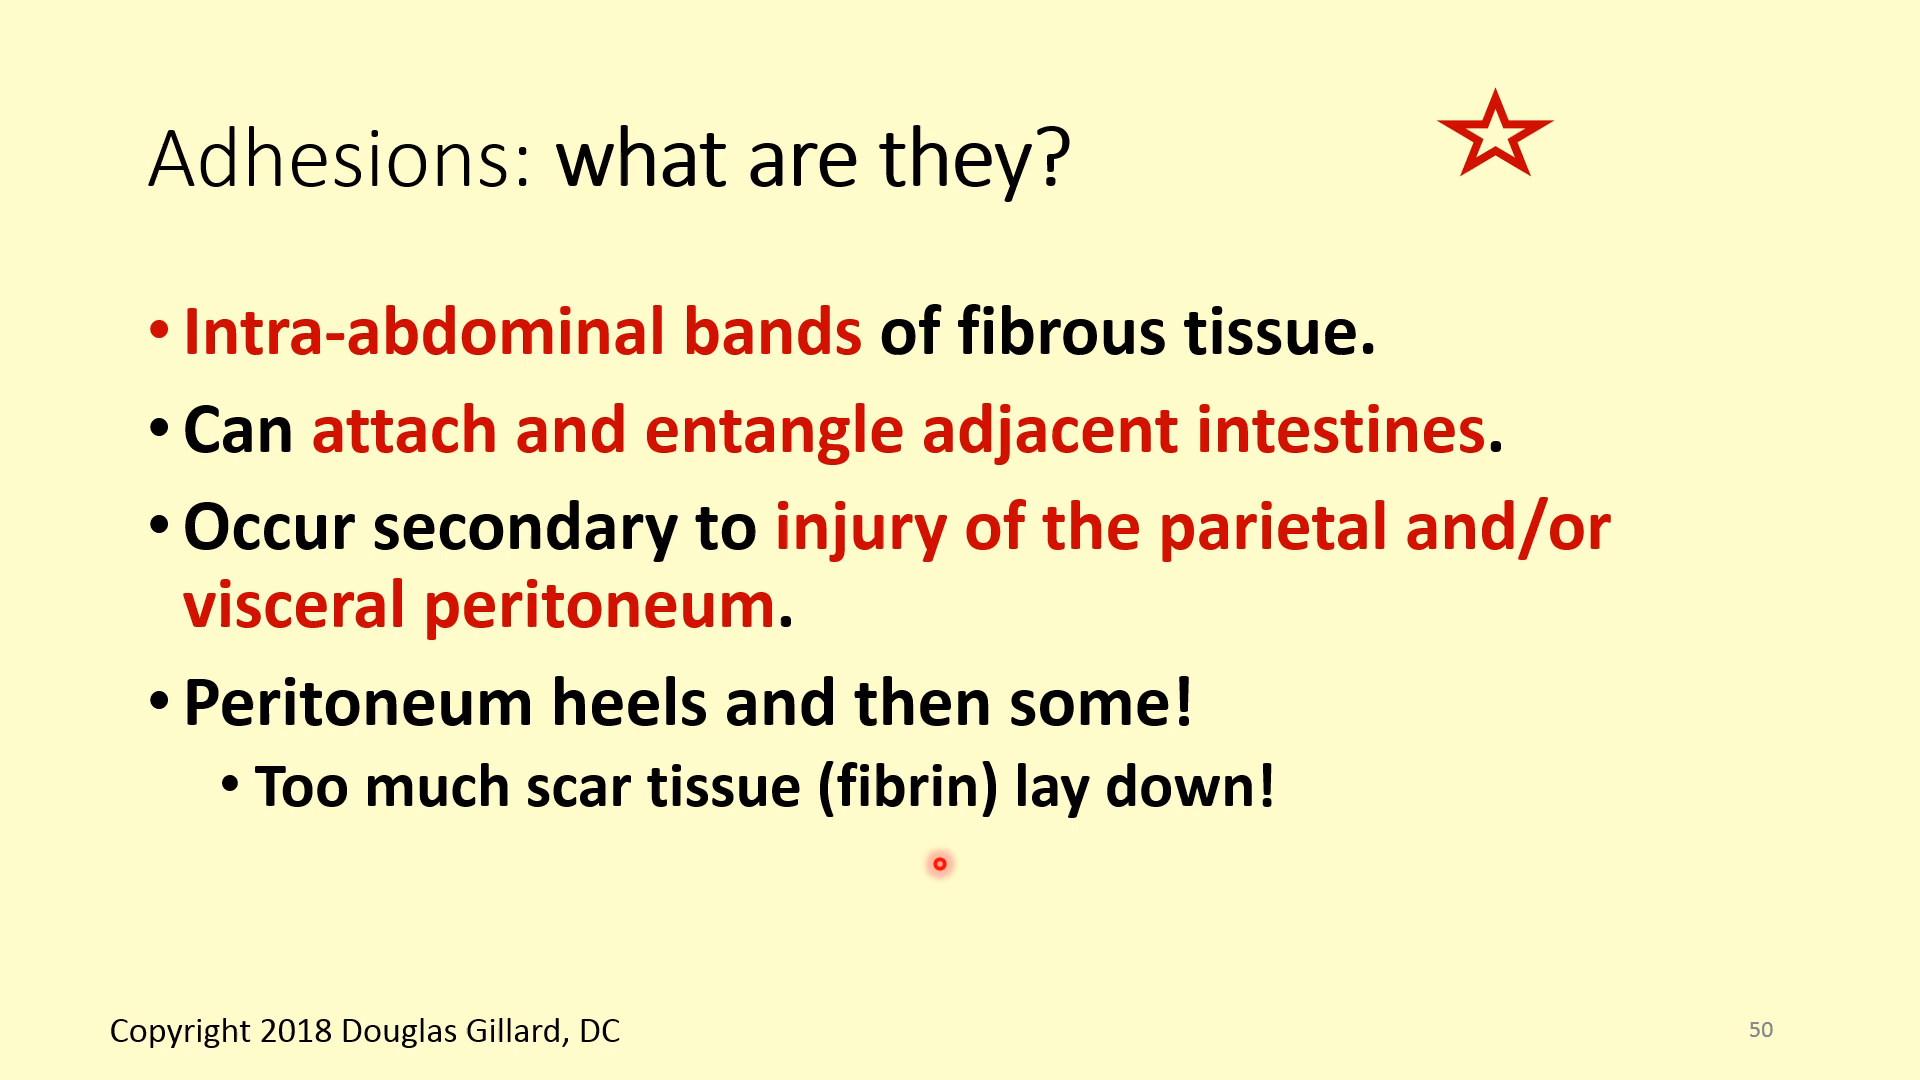 Adhesions: what are they?
• Intra-abdominal bands of fibrous tissue.
• Can attach and entangle adjacent intestines.
• Occur secondary to injury of the parietal and/or
visceral peritoneum.
• Peritoneum heels and then some!
• Too much scar tissue (fibrin) lay down!
Copyright 2018 Douglas Gillard, DC
50